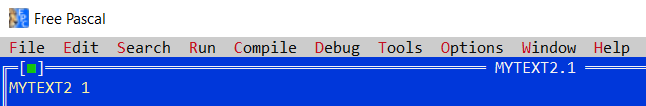 Free Pascal
File Edit Search Run Compile Debug Tools Options Window Help
[■] MYTEXT2.1
MYTEXT2 1